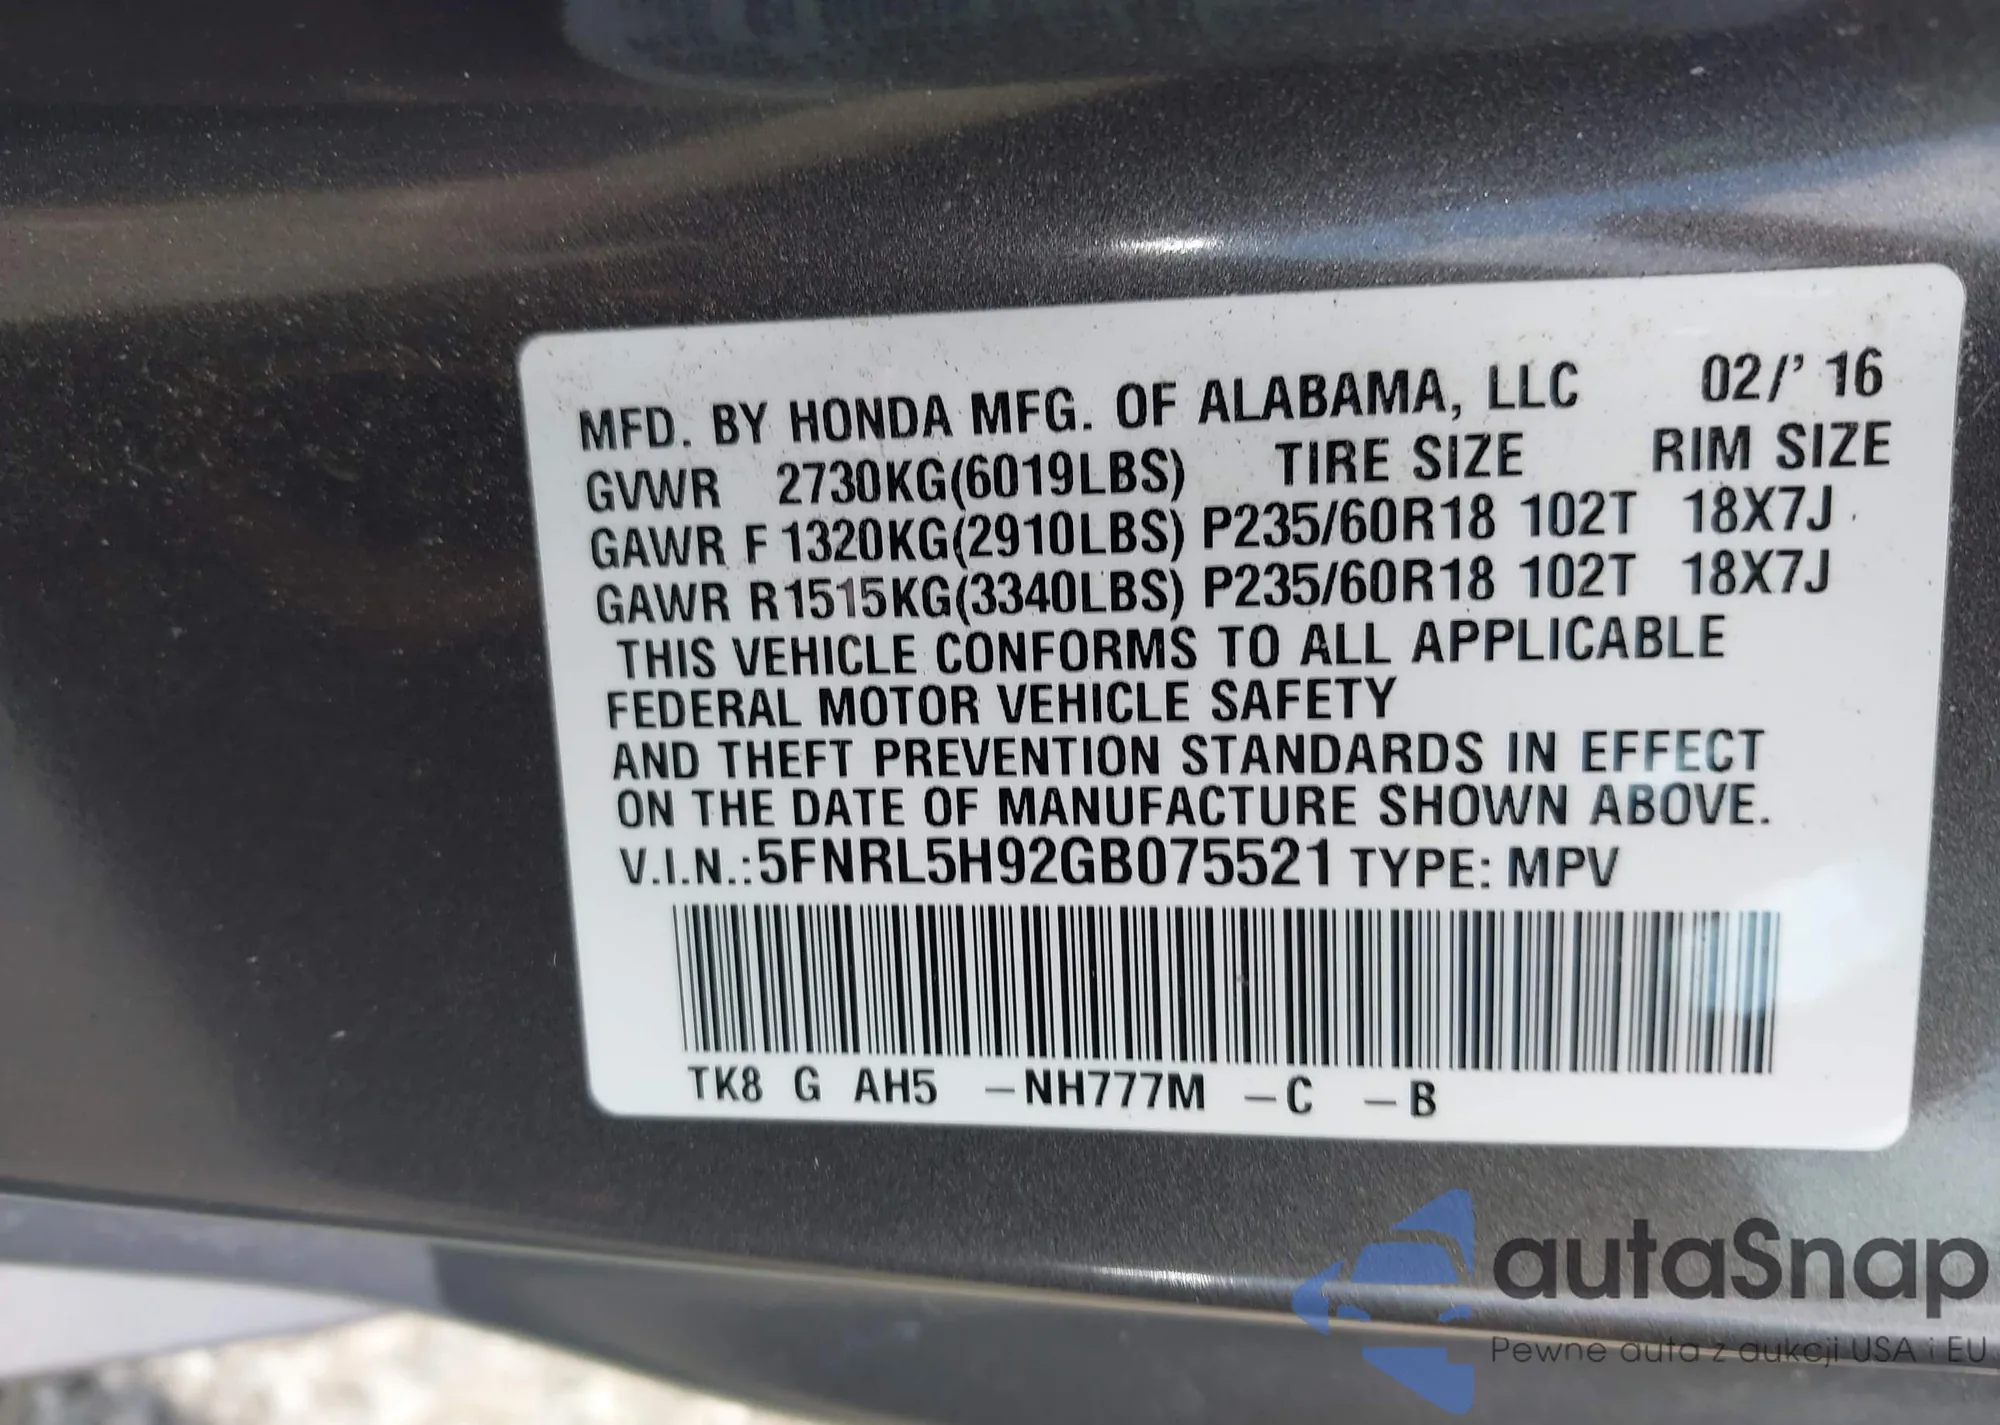 MFD. BY HONDA MFG. OF ALABAMA, LLC 02/' 16
GVWR 2730KG(6019LBS) TIRE SIZE RIM SIZE
GAWR F 1320KG(2910LBS) P235/60R18 102T 18X7J
GAWR R1515KG(3340LBS) P235/60R18 102T 18X7J
THIS VEHICLE CONFORMS TO ALL APPLICABLE
FEDERAL MOTOR VEHICLE SAFETY
AND THEFT PREVENTION STANDARDS IN EFFECT
ON THE DATE OF MANUFACTURE SHOWN ABOVE.
V.I.N.:5FNRL5H92GB075521 TYPE: MPV
TK8 G AH5 –NH777M –C –B
autaSnap
Pewne auta z aukcji USA i EU